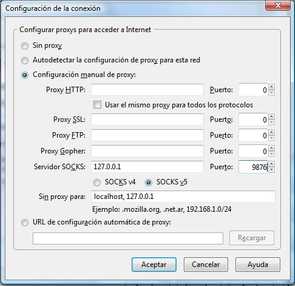 Configuración de la conexión
Configurar proxys para acceder a Internet
Sin proxy
Autodetectar la configuración de proxy para esta red
Configuración manual de proxy:
Proxy HTTP: Puerto: 0
Usar el mismo proxy para todos los protocolos
Proxy SSL: Puerto: 0
Proxy FTP: Puerto: 0
Proxy Gopher: Puerto: 0
Servidor SOCKS: 127.0.0.1 Puerto: 9876
SOCKS v4 SOCKS v5
Sin proxy para: localhost, 127.0.0.1
Ejemplo: .mozilla.org, .net.ar, 192.168.1.0/24
URL de configuración automática de proxy:
Recargar
Aceptar Cancelar Ayuda